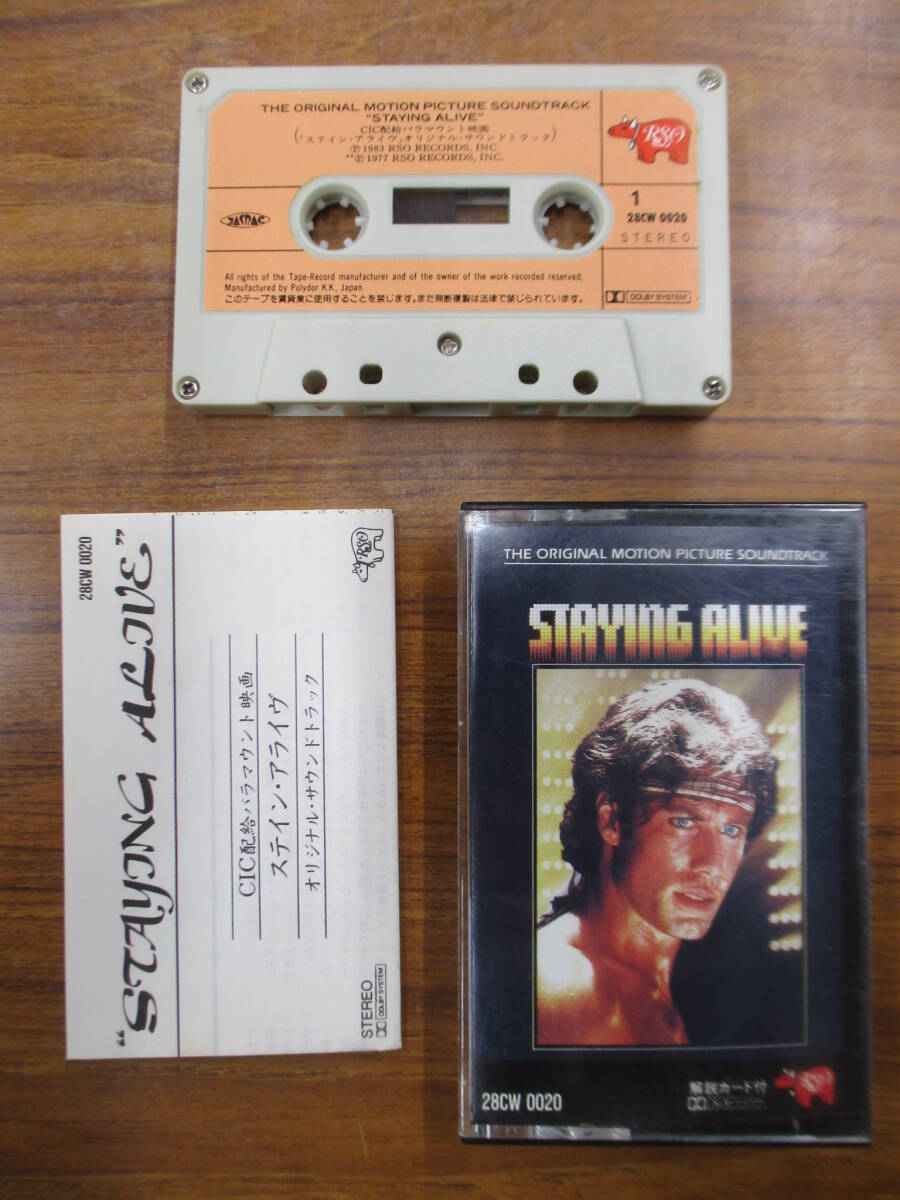 THE ORIGINAL MOTION PICTURE SOUNDTRACK
"STAYING ALIVE"
CIC配給パラマウント映画
(「ステイン・アライヴ」オリジナル・サウンドトラック)
Ⓟ1983 RSO RECORDS, INC.
**Ⓟ1977 RSO RECORDS, INC.
RSO
JASRAC
1
28CW 0020
STEREO
All rights of the Tape-Record manufacturer and of the owner of the work recorded reserved;
Manufactured by Polydor K.K., Japan.
このテープを賃貸業に使用することを禁じます。また無断複製は法律で禁じられています。
DOLBY SYSTEM
28CW 0020
"STAYING ALIVE"
RSO
CIC配給パラマウント映画
ステイン・アライヴ
オリジナル・サウンドトラック
STEREO
DOLBY SYSTEM
THE ORIGINAL MOTION PICTURE SOUNDTRACK
STAYING ALIVE
28CW 0020
解説カード付
DOLBY SYSTEM
RSO